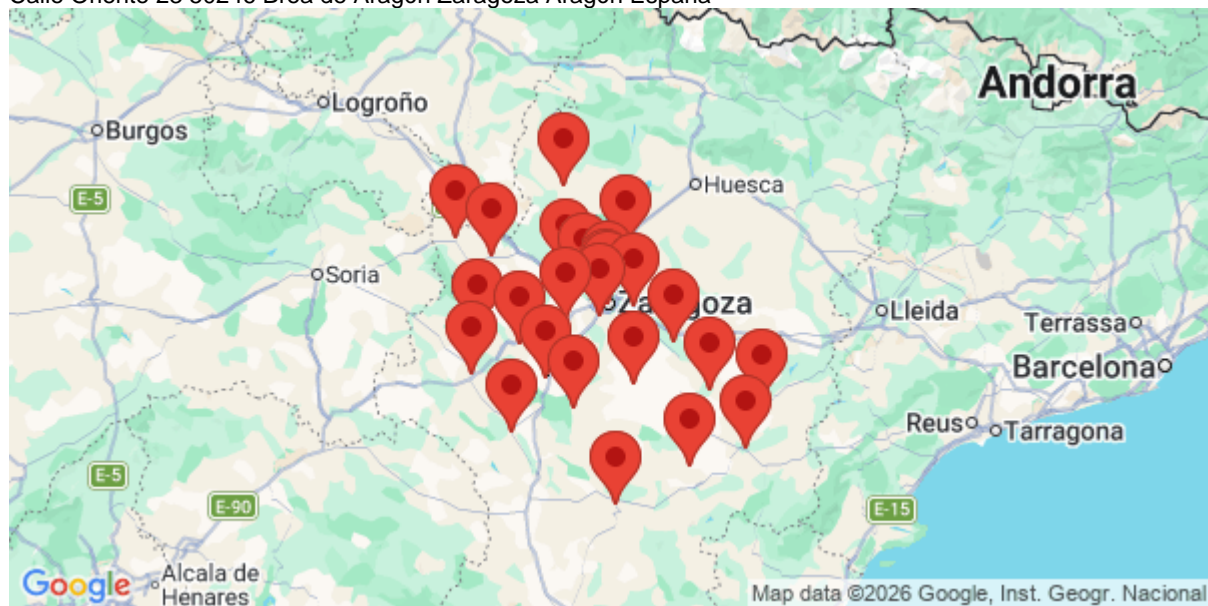 Calle Oriente 28 50246 Brea de Aragón Zaragoza Aragón España
Andorra
Logroño
Burgos
E-5
Huesca
Soria
Zaragoza
Lleida
Terrassa
Barcelona
Reus
Tarragona
E-5
E-90
E-15
Alcala de
Henares
Google
Map data ©2026 Google, Inst. Geogr. Nacional